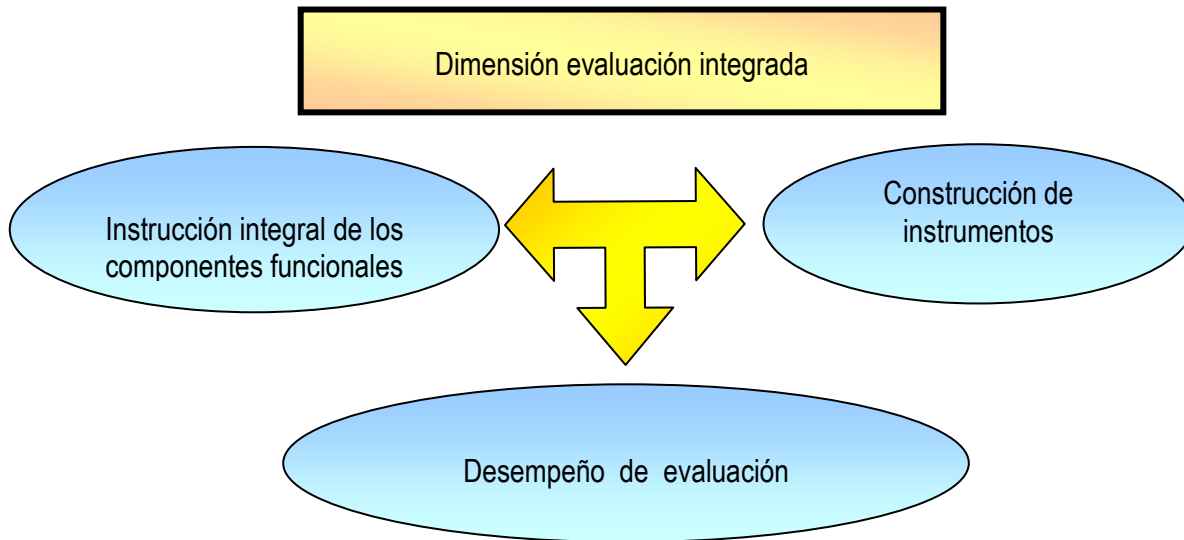 Dimensión evaluación integrada
Instrucción integral de los
componentes funcionales
Construcción de
instrumentos
Desempeño de evaluación